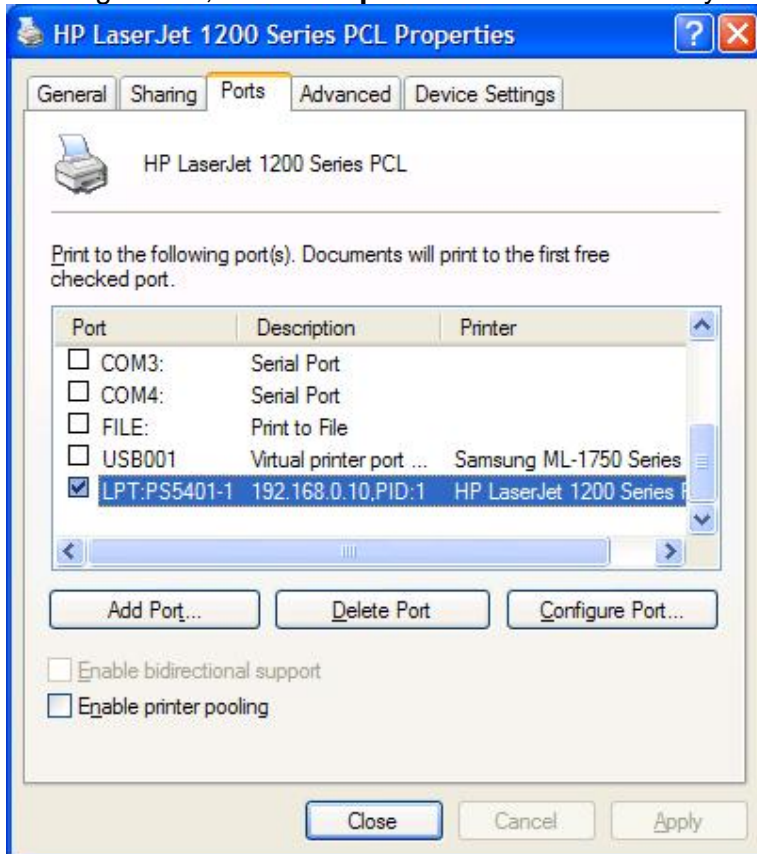 HP LaserJet 1200 Series PCL Properties
General Sharing Ports Advanced Device Settings
HP LaserJet 1200 Series PCL
Print to the following port(s). Documents will print to the first free
checked port.
Port Description Printer
COM3: Serial Port
COM4: Serial Port
FILE: Print to File
USB001 Virtual printer port ... Samsung ML-1750 Series
LPT:PS5401-1 192.168.0.10,PID:1 HP LaserJet 1200 Series
Add Port... Delete Port Configure Port...
Enable bidirectional support
Enable printer pooling
Close Cancel Apply